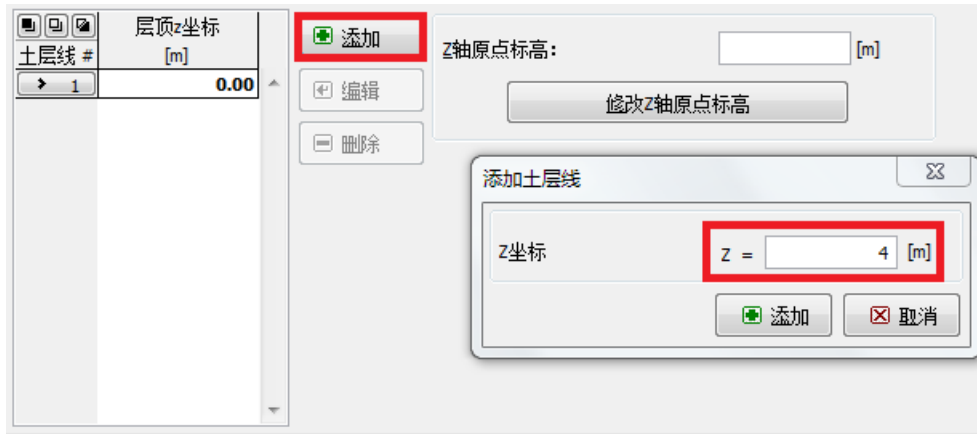 土层线 #
层顶z坐标
[m]
1
0.00
添加
编辑
删除
Z轴原点标高:
[m]
修改Z轴原点标高
添加土层线
Z坐标
Z =
4
[m]
添加
取消